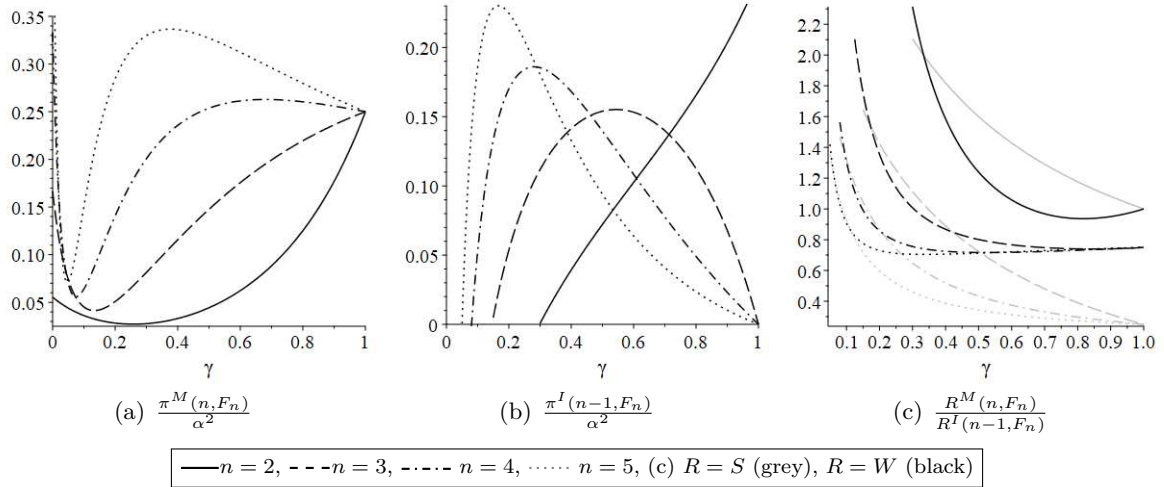 0.35
0.30
0.25
0.20
0.15
0.10
0.05
0 0.2 0.4 0.6 0.8 1
γ
(a) π^M(n,F_n)/α^2
0.20
0.15
0.10
0.05
0
0 0.2 0.4 0.6 0.8 1
γ
(b) π^I(n−1,F_n)/α^2
2.2
2.0
1.8
1.6
1.4
1.2
1.0
0.8
0.6
0.4
0.1 0.2 0.3 0.4 0.5 0.6 0.7 0.8 0.9 1.0
γ
(c) R^M(n,F_n)/R^I(n−1,F_n)
n = 2, n = 3, n = 4, n = 5, (c) R = S (grey), R = W (black)